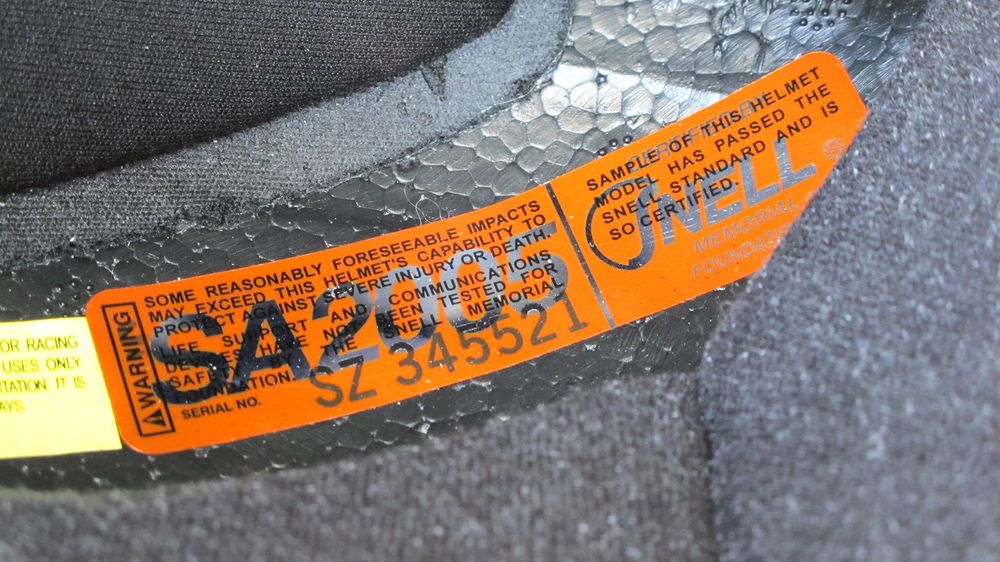 OR RACING
USES ONLY
TATION. IT IS
AYS
WARNING
SOME REASONABLY FORESEEABLE IMPACTS
MAY EXCEED THIS HELMET'S CAPABILITY TO
PROTECT AGAINST SEVERE INJURY OR DEATH.
LIFE SUPPORT AND COMMUNICATIONS
HAVE NOT BEEN TESTED FOR
SAFETY BY THE SNELL MEMORIAL
FOUNDATION.
SA2005
SERIAL NO.
SZ 345521
CERTIFIED BY
SAMPLE OF THIS HELMET
MODEL HAS PASSED THE
SNELL STANDARD AND IS
SO CERTIFIED.
SNELL ®
MEMORIAL
FOUNDATION